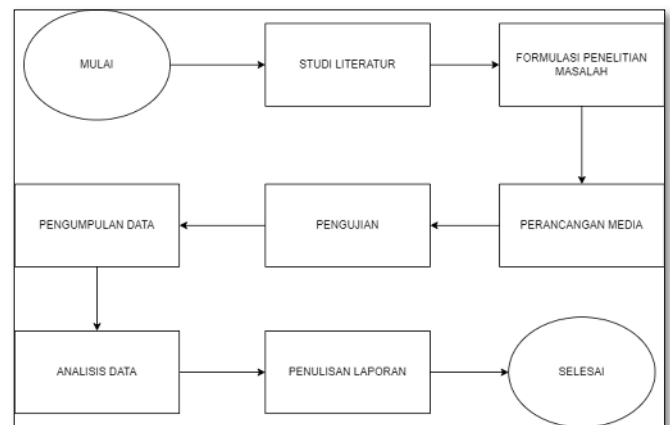 MULAI
STUDI LITERATUR
FORMULASI PENELITIAN
MASALAH
PERANCANGAN MEDIA
PENGUJIAN
PENGUMPULAN DATA
ANALISIS DATA
PENULISAN LAPORAN
SELESAI